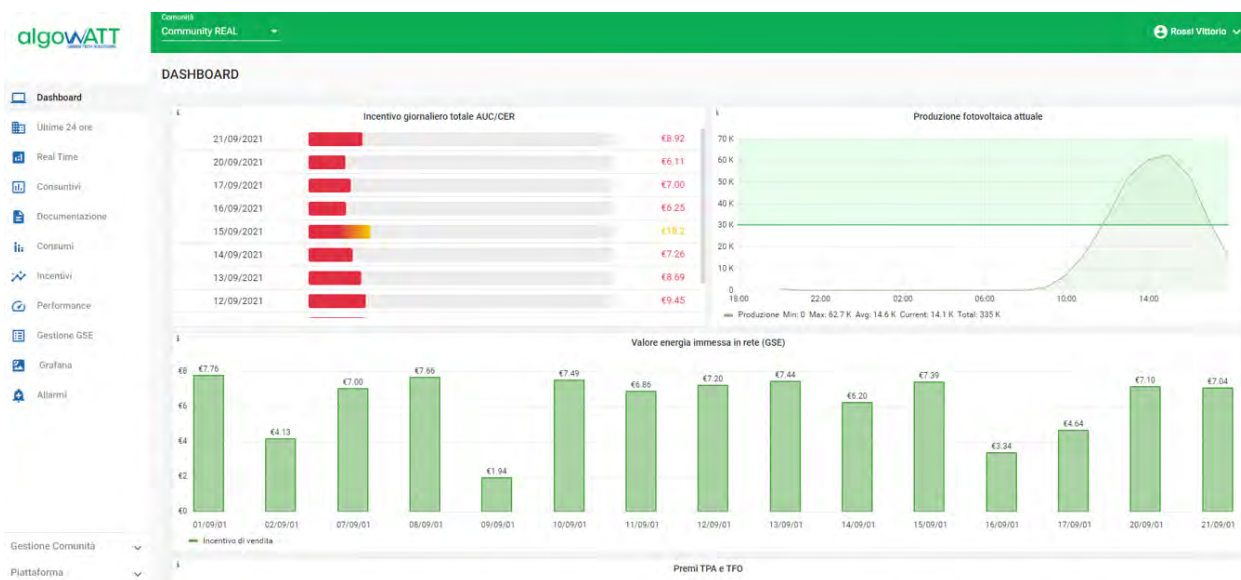 algoWATT
GREEN TECH SOLUTIONS
Comunità
Community REAL
Rossi Vittorio
DASHBOARD
Dashboard
Ultime 24 ore
Real Time
Consuntivi
Documentazione
Consumi
Incentivi
Performance
Gestione GSE
Grafana
Allarmi
Gestione Comunità
Piattaforma
Incentivo giornaliero totale AUC/CER
21/09/2021 €8.92
20/09/2021 €6.11
17/09/2021 €7.00
16/09/2021 €6.25
15/09/2021 €18.2
14/09/2021 €7.26
13/09/2021 €8.69
12/09/2021 €9.45
Produzione fotovoltaica attuale
70 K
60 K
50 K
40 K
30 K
20 K
10 K
0
18:00 22:00 02:00 06:00 10:00 14:00
Produzione Min: 0 Max: 62.7 K Avg: 14.6 K Current: 14.1 K Total: 335 K
Valore energia immessa in rete (GSE)
€8
€6
€4
€2
€0
€7.76 €4.13 €7.00 €7.66 €1.94 €7.49 €6.86 €7.20 €7.44 €6.20 €7.39 €3.34 €4.64 €7.10 €7.04
01/09/01 02/09/01 07/09/01 08/09/01 09/09/01 10/09/01 11/09/01 12/09/01 13/09/01 14/09/01 15/09/01 16/09/01 17/09/01 20/09/01 21/09/01
Incentivo di vendita
Premi TPA e TFO